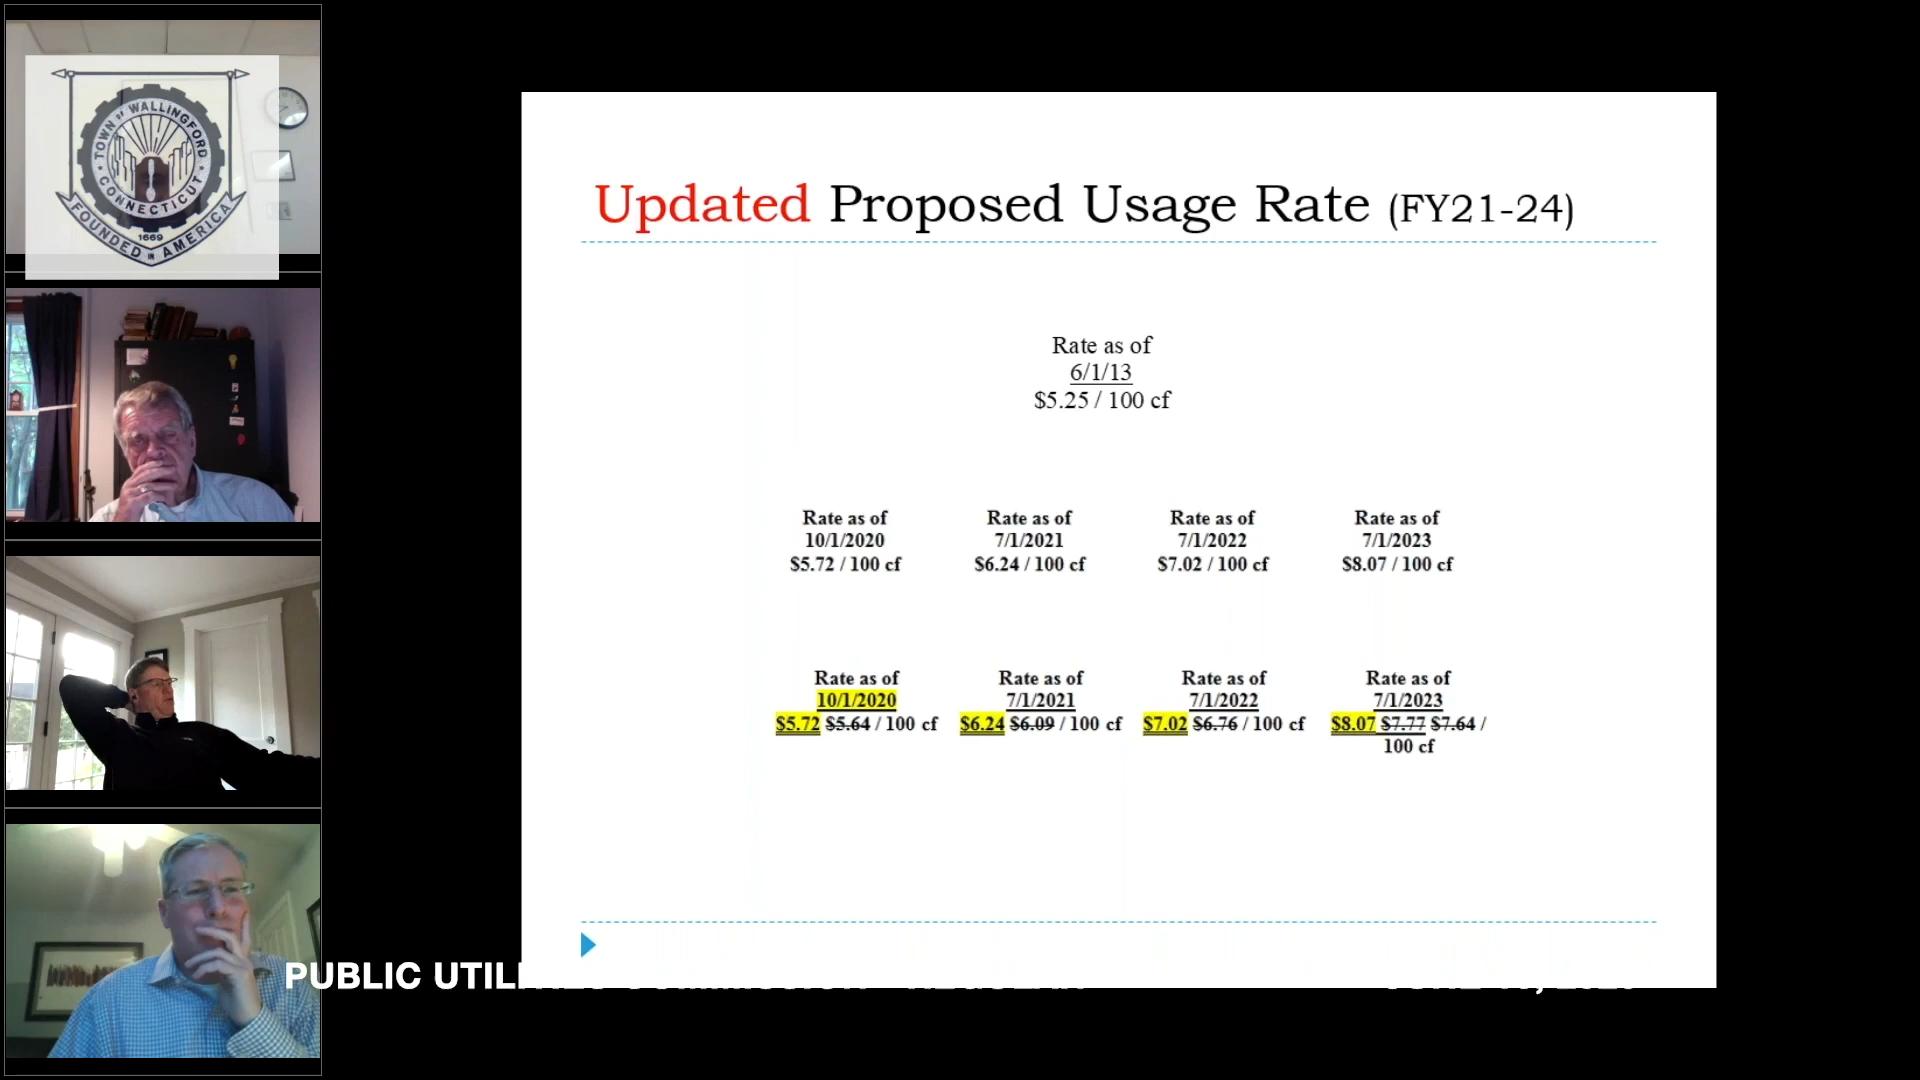 TOWN OF WALLINGFORD
CONNECTICUT
1669
FOUNDED IN AMERICA
Updated Proposed Usage Rate (FY21-24)
Rate as of
6/1/13
$5.25 / 100 cf
Rate as of Rate as of Rate as of Rate as of
10/1/2020 7/1/2021 7/1/2022 7/1/2023
$5.72 / 100 cf $6.24 / 100 cf $7.02 / 100 cf $8.07 / 100 cf
Rate as of Rate as of Rate as of Rate as of
10/1/2020 7/1/2021 7/1/2022 7/1/2023
$5.72 $5.64 / 100 cf $6.24 $6.09 / 100 cf $7.02 $6.76 / 100 cf $8.07 $7.77 $7.64 /
100 cf
PUBLIC